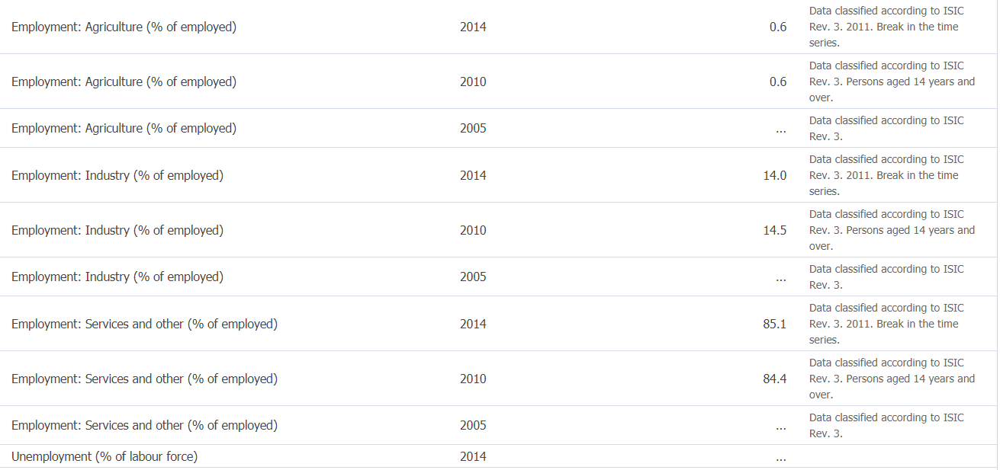 Data classified according to ISIC
Employment: Agriculture (% of employed) 2014 0.6 Rev. 3. 2011. Break in the time
series.
Data classified according to ISIC
Employment: Agriculture (% of employed) 2010 0.6 Rev. 3. Persons aged 14 years and
over.
Data classified according to ISIC
Employment: Agriculture (% of employed) 2005 ...
Rev. 3.
Data classified according to ISIC
Employment: Industry (% of employed) 2014 14.0 Rev. 3. 2011. Break in the time
series.
Data classified according to ISIC
Employment: Industry (% of employed) 2010 14.5 Rev. 3. Persons aged 14 years and
over.
Data classified according to ISIC
Employment: Industry (% of employed) 2005 ...
Rev. 3.
Data classified according to ISIC
Employment: Services and other (% of employed) 2014 85.1 Rev. 3. 2011. Break in the time
series.
Data classified according to ISIC
Employment: Services and other (% of employed) 2010 84.4 Rev. 3. Persons aged 14 years and
over.
Data classified according to ISIC
Employment: Services and other (% of employed) 2005 ...
Rev. 3.
Unemployment (% of labour force) 2014 ...